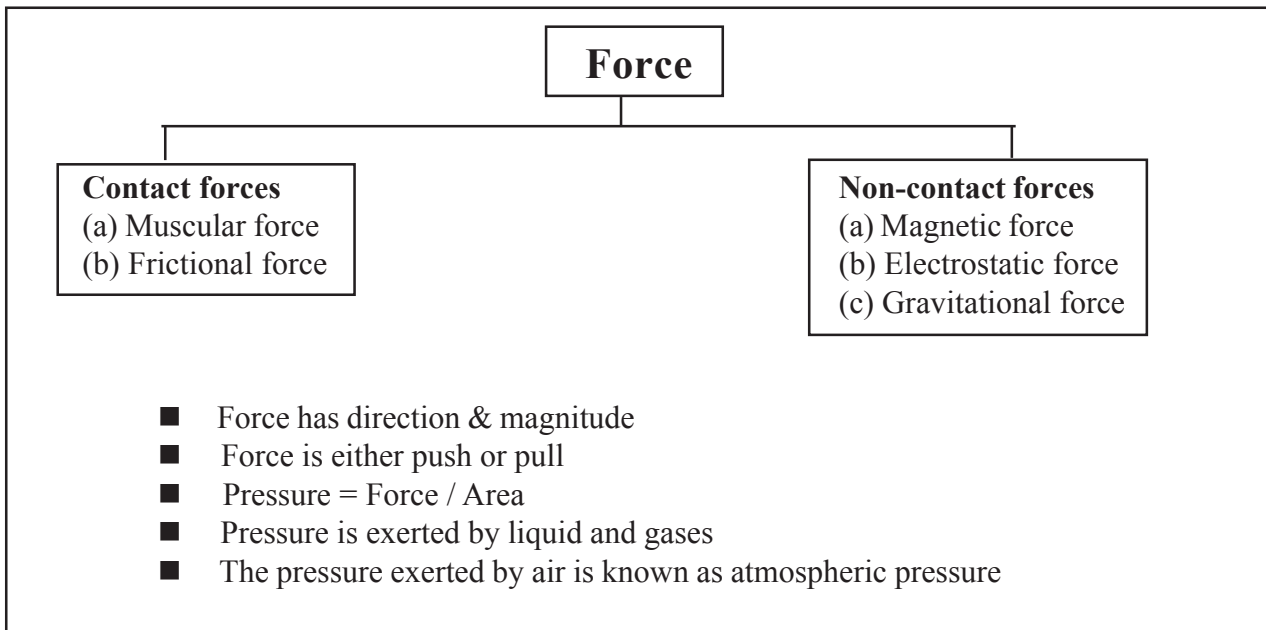 Force
Contact forces
(a) Muscular force
(b) Frictional force
Non-contact forces
(a) Magnetic force
(b) Electrostatic force
(c) Gravitational force
■ Force has direction & magnitude
■ Force is either push or pull
■ Pressure = Force / Area
■ Pressure is exerted by liquid and gases
■ The pressure exerted by air is known as atmospheric pressure